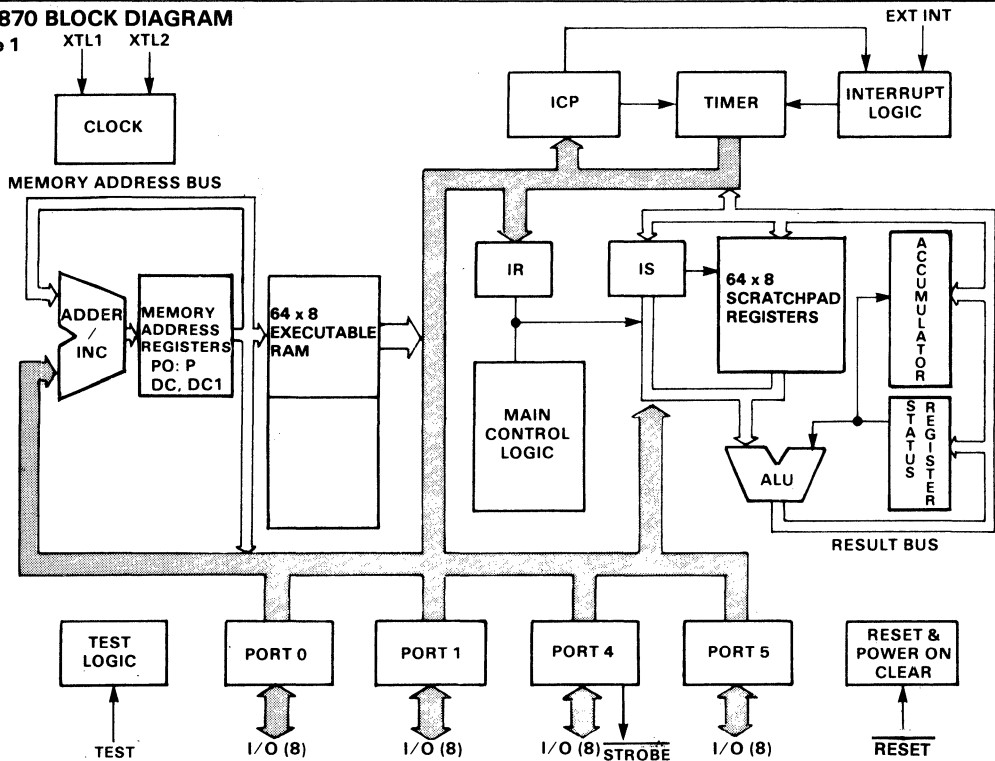 870 BLOCK DIAGRAM
e 1
XTL1 XTL2
EXT INT
CLOCK
ICP
TIMER
INTERRUPT
LOGIC
MEMORY ADDRESS BUS
IR
IS
64 x 8
SCRATCHPAD
REGISTERS
ACCUMULATOR
ADDER
/
INC
MEMORY
ADDRESS
REGISTERS
PO: P
DC, DC1
64 x 8
EXECUTABLE
RAM
MAIN
CONTROL
LOGIC
STATUS
REGISTER
ALU
RESULT BUS
TEST
LOGIC
PORT 0
PORT 1
PORT 4
PORT 5
RESET &
POWER ON
CLEAR
TEST
I/O (8)
I/O (8)
I/O (8)
STROBE
I/O (8)
RESET